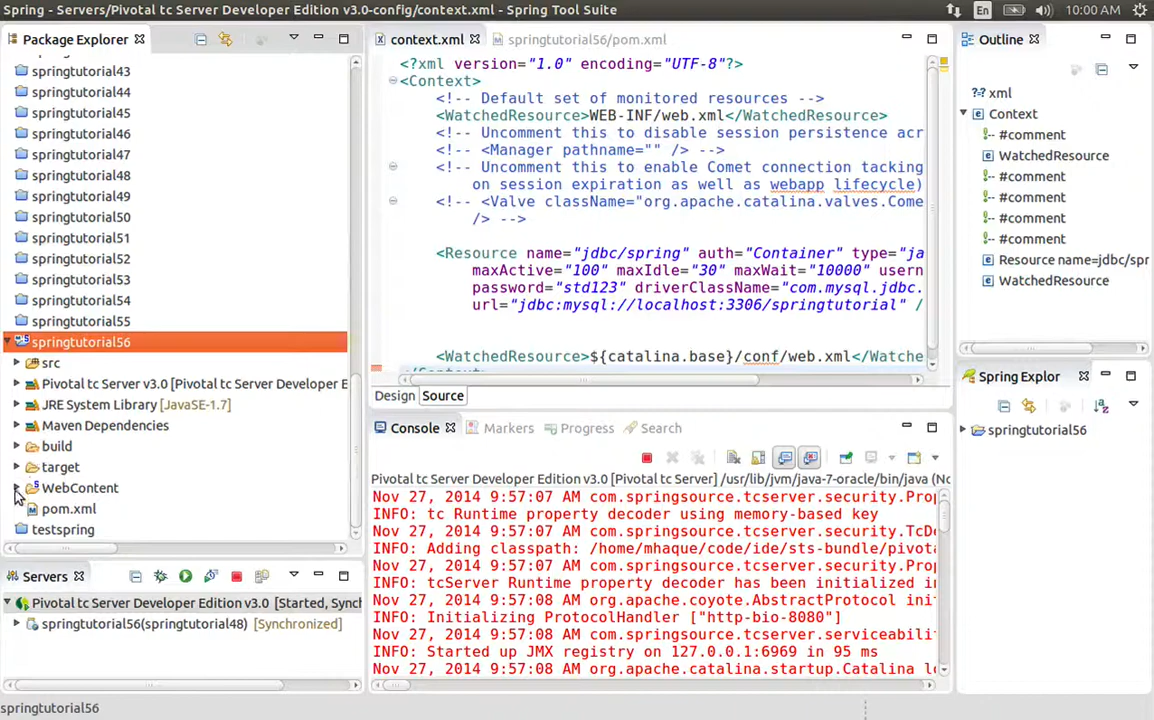 Spring - Servers/Pivotal tc Server Developer Edition v3.0-config/context.xml - Spring Tool Suite
En
10:00 AM
Package Explorer
springtutorial43
springtutorial44
springtutorial45
springtutorial46
springtutorial47
springtutorial48
springtutorial49
springtutorial50
springtutorial51
springtutorial52
springtutorial53
springtutorial54
springtutorial55
springtutorial56
src
Pivotal tc Server v3.0 [Pivotal tc Server Developer E
JRE System Library [JavaSE-1.7]
Maven Dependencies
build
target
WebContent
pom.xml
testspring
Servers
Pivotal tc Server Developer Edition v3.0 [Started, Synch
springtutorial56(springtutorial48) [Synchronized]
springtutorial56
context.xml
springtutorial56/pom.xml
<?xml version="1.0" encoding="UTF-8"?>
<Context>
<!-- Default set of monitored resources -->
<WatchedResource>WEB-INF/web.xml</WatchedResource>
<!-- Uncomment this to disable session persistence acr
<!-- <Manager pathname="" /> -->
<!-- Uncomment this to enable Comet connection tacking
on session expiration as well as webapp lifecycle)
<!-- <Valve className="org.apache.catalina.valves.Come
/> -->
<Resource name="jdbc/spring" auth="Container" type="ja
maxActive="100" maxIdle="30" maxWait="10000" usern
password="std123" driverClassName="com.mysql.jdbc.
url="jdbc:mysql://localhost:3306/springtutorial" /
<WatchedResource>${catalina.base}/conf/web.xml</Watche
Design
Source
Console
Markers
Progress
Search
Pivotal tc Server Developer Edition v3.0 [Pivotal tc Server] /usr/lib/jvm/java-7-oracle/bin/java (No
Nov 27, 2014 9:57:07 AM com.springsource.tcserver.security.Prop
INFO: tc Runtime property decoder using memory-based key
Nov 27, 2014 9:57:07 AM com.springsource.tcserver.security.TcDe
INFO: Adding classpath: /home/mhaque/code/ide/sts-bundle/pivota
Nov 27, 2014 9:57:07 AM com.springsource.tcserver.security.Prop
INFO: tcServer Runtime property decoder has been initialized in
Nov 27, 2014 9:57:08 AM org.apache.coyote.AbstractProtocol init
INFO: Initializing ProtocolHandler ["http-bio-8080"]
Nov 27, 2014 9:57:08 AM com.springsource.tcserver.serviceabilit
INFO: Started up JMX registry on 127.0.0.1:6969 in 95 ms
Nov 27, 2014 9:57:08 AM org.apache.catalina.startup.Catalina lo
Outline
xml
Context
#comment
WatchedResource
#comment
#comment
#comment
#comment
Resource name=jdbc/spr
WatchedResource
Spring Explor
springtutorial56